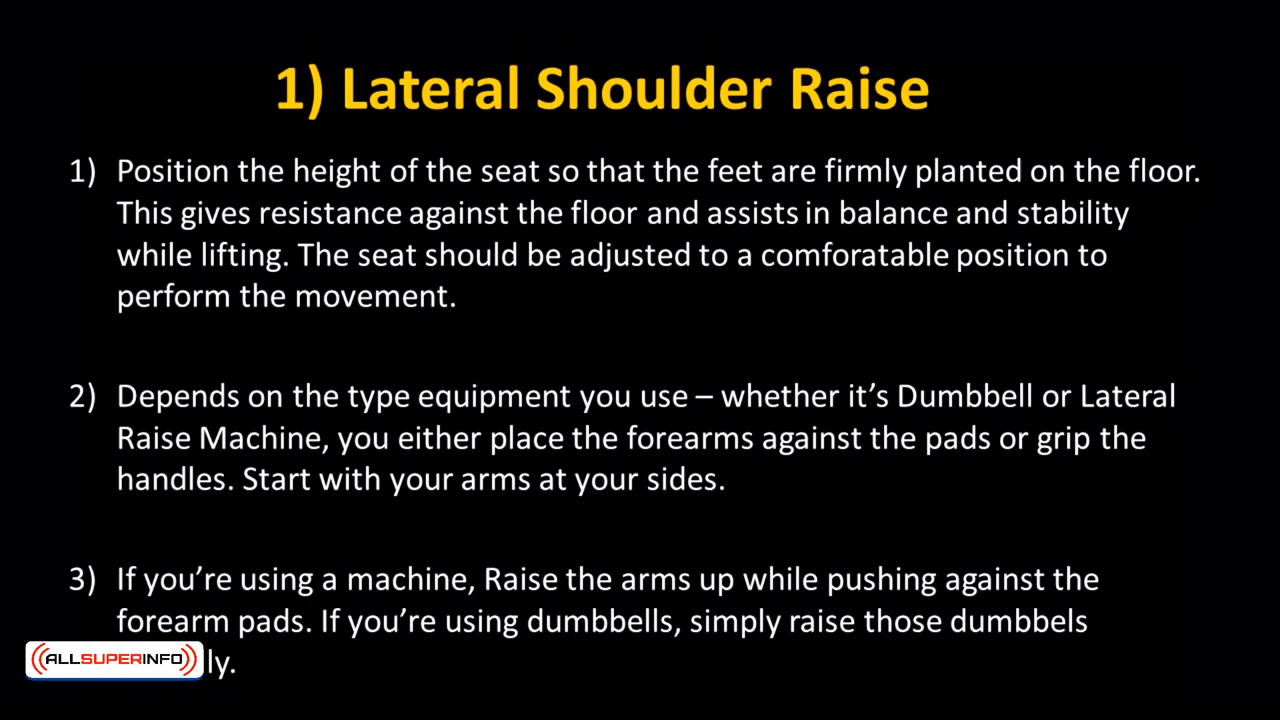 1) Lateral Shoulder Raise
1) Position the height of the seat so that the feet are firmly planted on the floor.
This gives resistance against the floor and assists in balance and stability
while lifting. The seat should be adjusted to a comforatable position to
perform the movement.
2) Depends on the type equipment you use – whether it's Dumbbell or Lateral
Raise Machine, you either place the forearms against the pads or grip the
handles. Start with your arms at your sides.
3) If you're using a machine, Raise the arms up while pushing against the
forearm pads. If you're using dumbbells, simply raise those dumbbels
ly.
ALLSUPERINFO